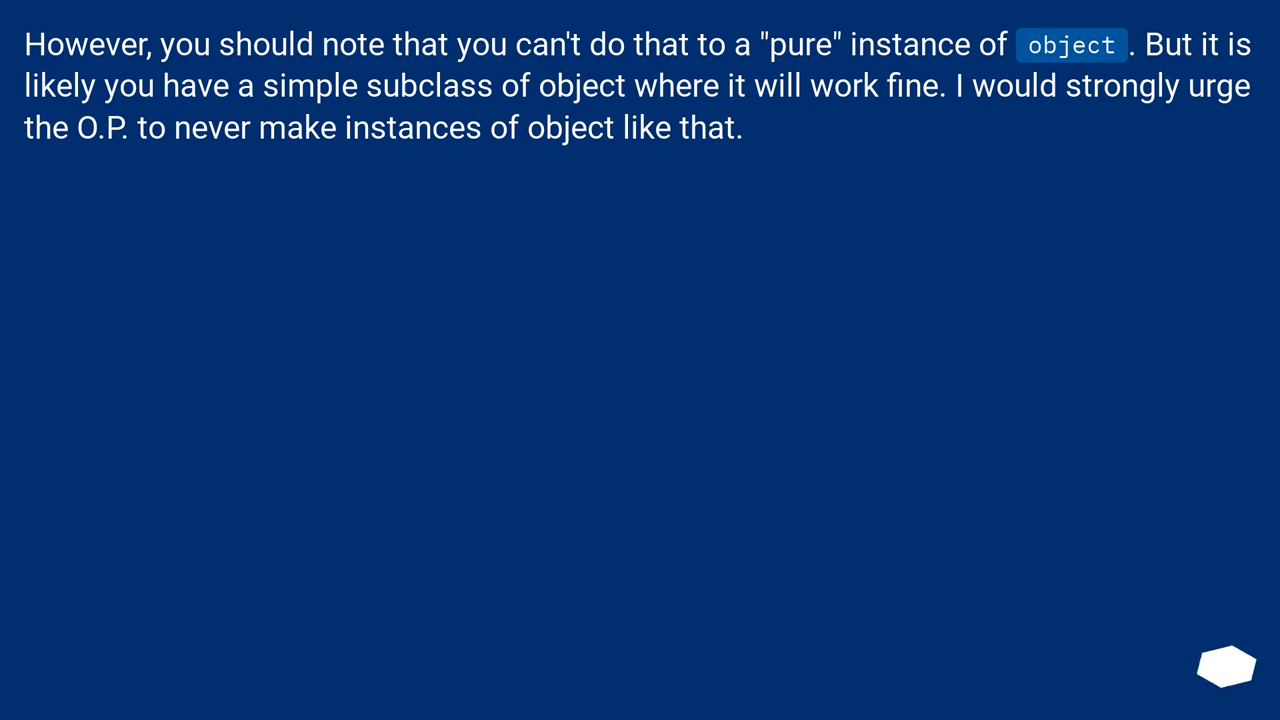 However, you should note that you can't do that to a "pure" instance of object. But it is
likely you have a simple subclass of object where it will work fine. I would strongly urge
the O.P. to never make instances of object like that.